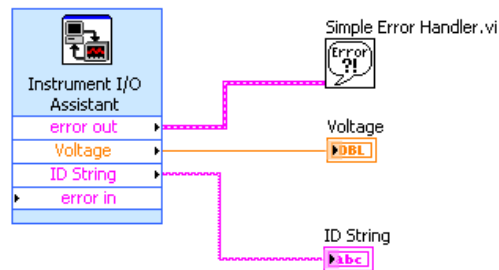 Instrument I/O
Assistant
error out
Voltage
ID String
error in
Simple Error Handler.vi
Error
?!
Voltage
DBL
ID String
abc